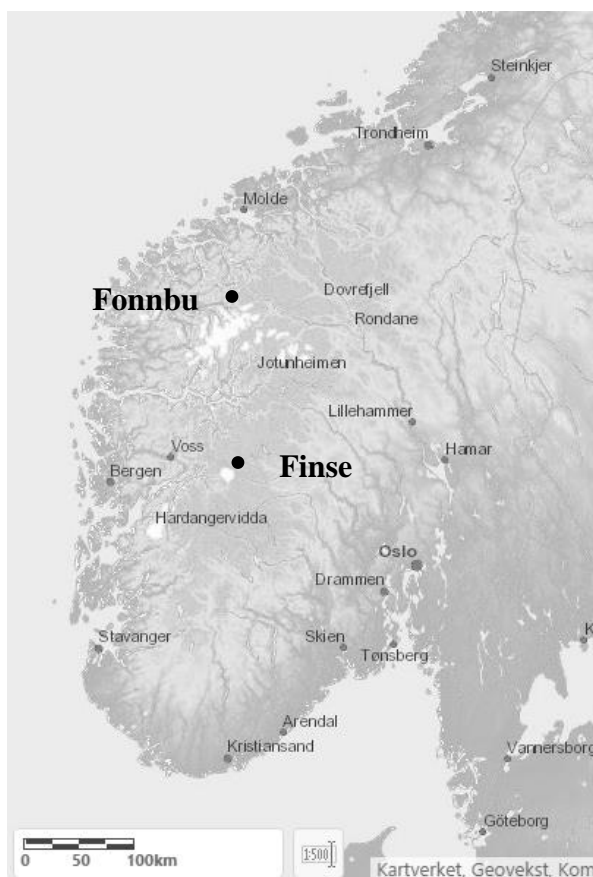 Steinkjer
Trondheim
Molde
Dovrefjell
Fonnbu
Rondane
Jotunheimen
Lillehammer
Voss
Hamar
Finse
Bergen
Hardangervidda
Oslo
Drammen
Stavanger
Skien
K
Tønsberg
Arendal
Kristiansand
Vannersborg
Göteborg
0 50 100km
1:500
Kartverket, Geovekst, Kom